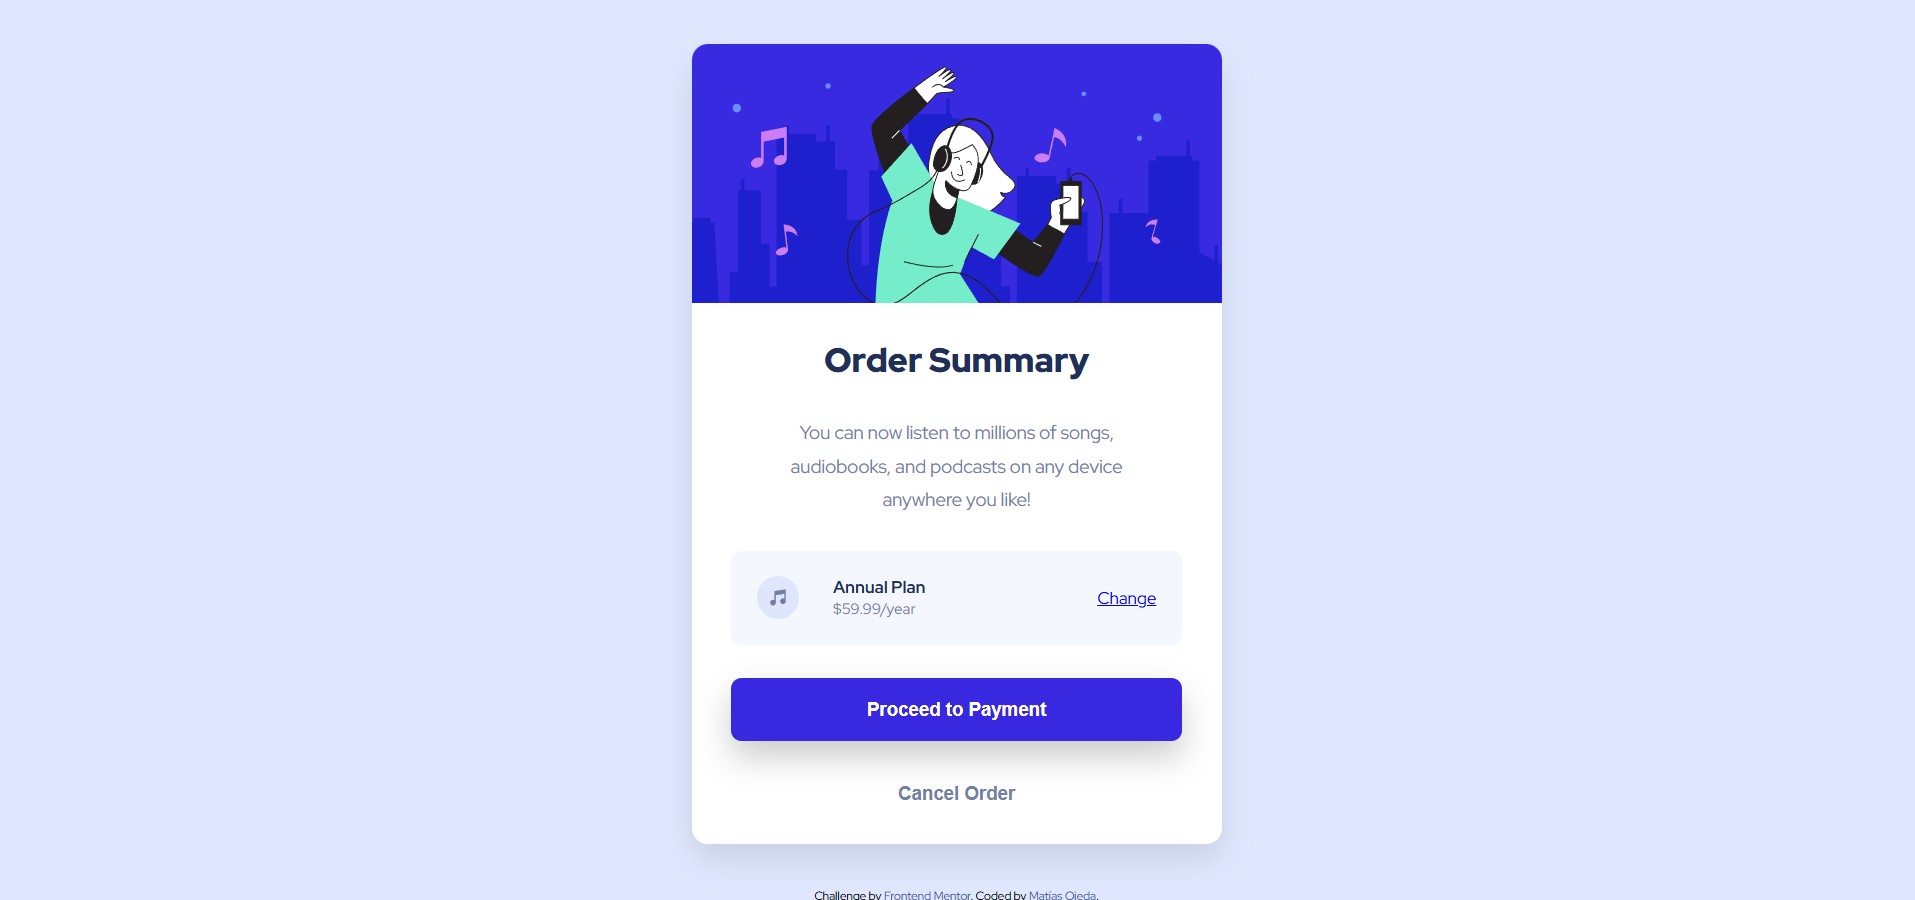 Order Summary
You can now listen to millions of songs,
audiobooks, and podcasts on any device
anywhere you like!
Annual Plan
$59.99/year
Change
Proceed to Payment
Cancel Order
Challenge by Frontend Mentor. Coded by Matías Ojeda.